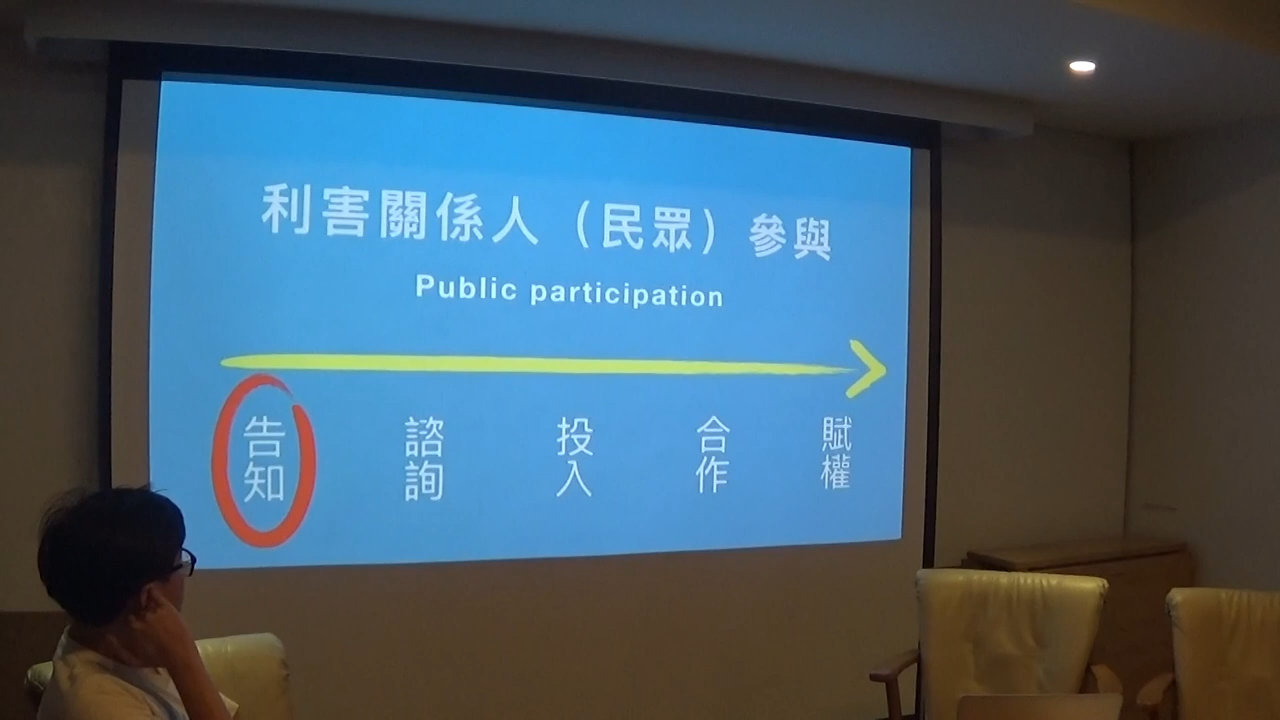 利害關係人（民眾）參與
Public participation
告知
諮詢
投入
合作
賦權